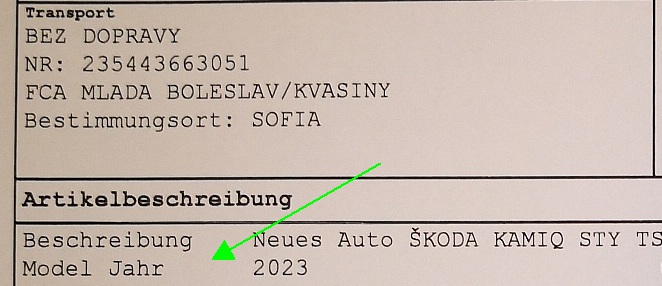 Transport
BEZ DOPRAVY
NR: 235443663051
FCA MLADA BOLESLAV/KVASINY
Bestimmungsort: SOFIA
Artikelbeschreibung
Beschreibung Neues Auto ŠKODA KAMIQ STY TS
Model Jahr 2023